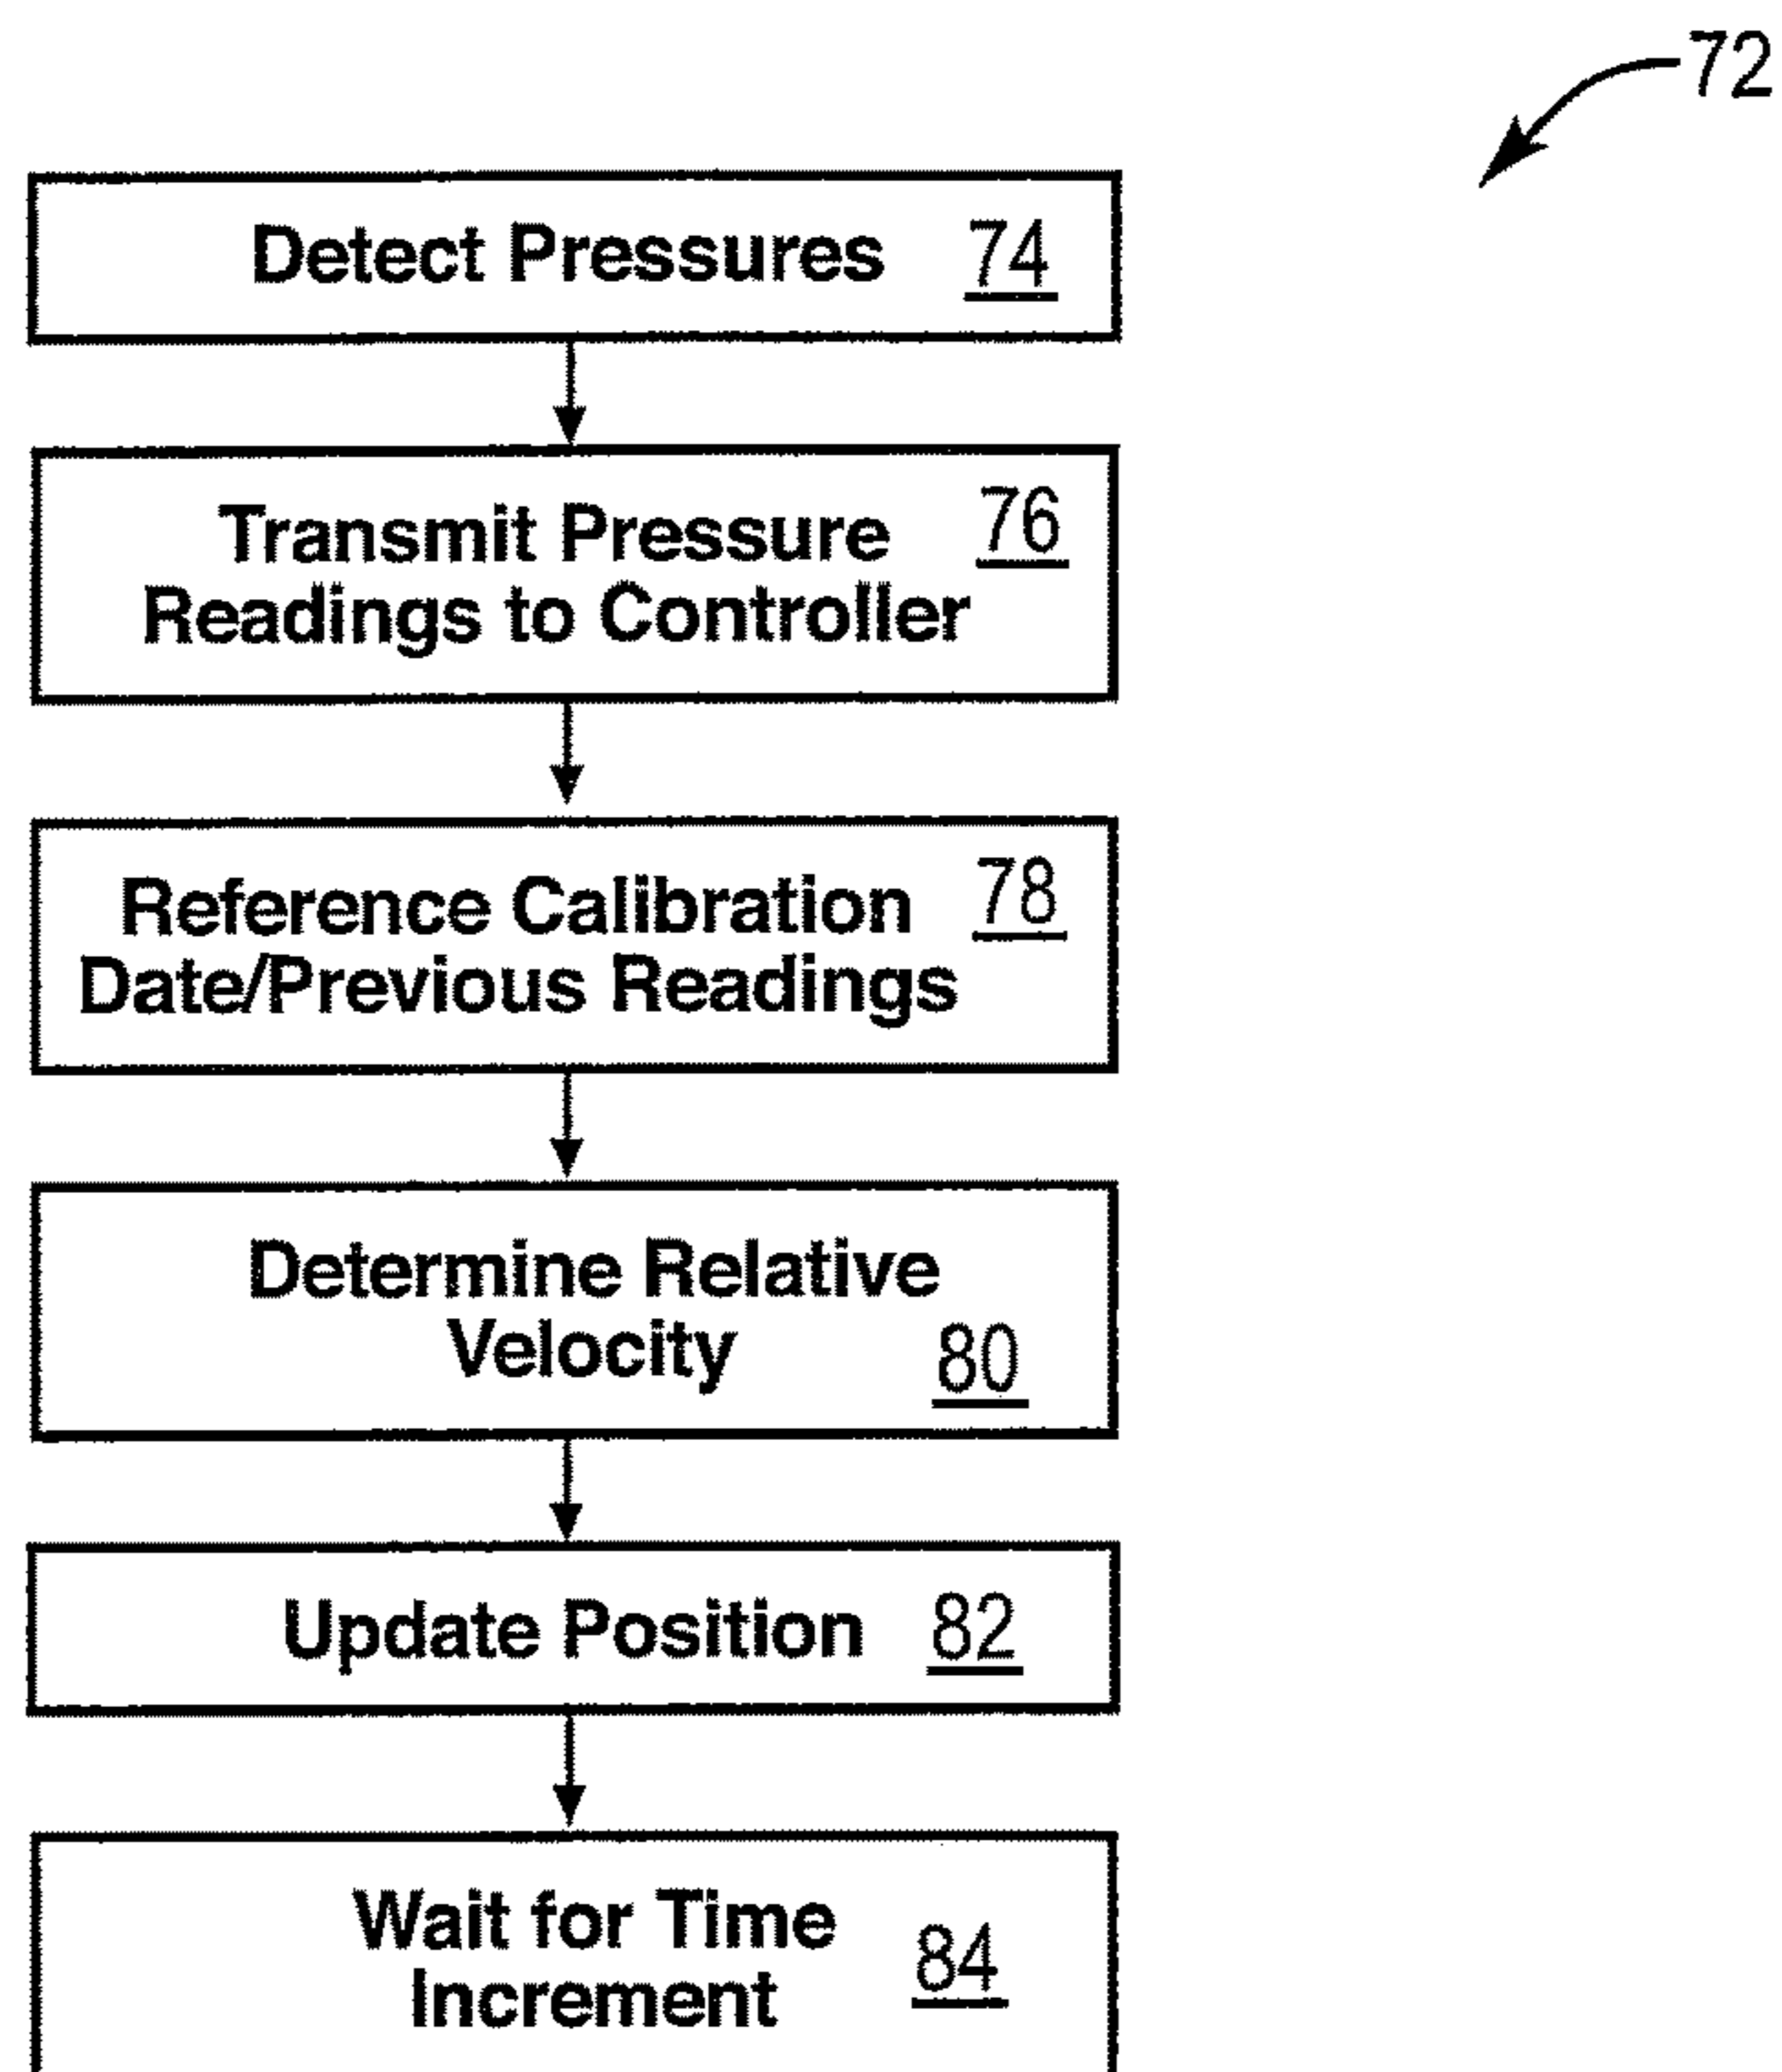 72
Detect Pressures 74
Transmit Pressure 76
Readings to Controller
Reference Calibration 78
Date/Previous Readings
Determine Relative
Velocity 80
Update Position 82
Wait for Time
Increment 84